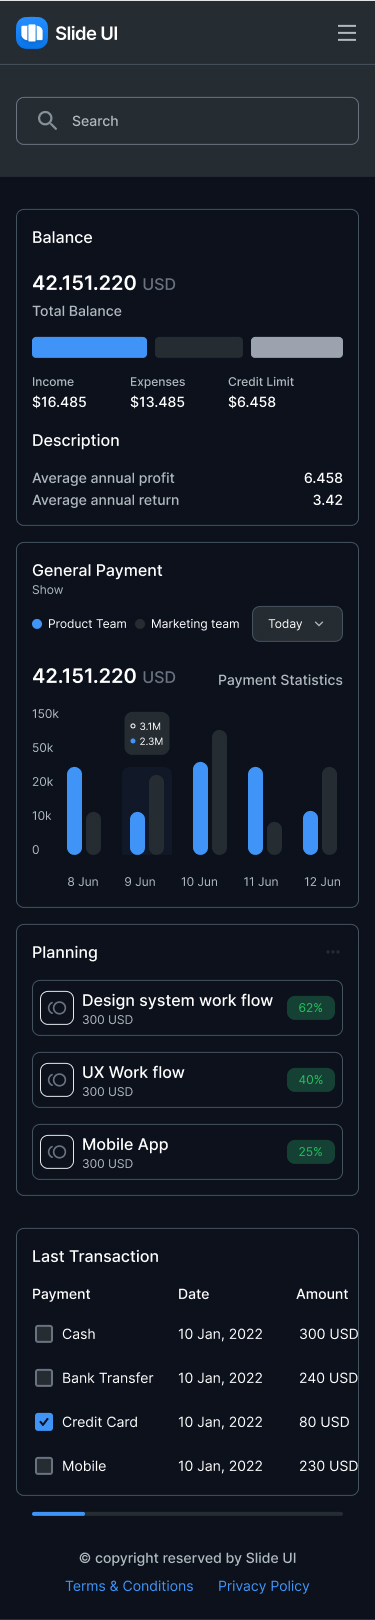 Slide UI
Search
Balance
42.151.220 USD
Total Balance
Income Expenses Credit Limit
$16.485 $13.485 $6.458
Description
Average annual profit 6.458
Average annual return 3.42
General Payment
Show
Product Team Marketing team Today
42.151.220 USD Payment Statistics
150k
50k
20k
10k
0
3.1M
2.3M
8 Jun 9 Jun 10 Jun 11 Jun 12 Jun
Planning
Design system work flow
300 USD
62%
UX Work flow
300 USD
40%
Mobile App
300 USD
25%
Last Transaction
Payment Date Amount
Cash 10 Jan, 2022 300 USD
Bank Transfer 10 Jan, 2022 240 USD
Credit Card 10 Jan, 2022 80 USD
Mobile 10 Jan, 2022 230 USD
© copyright reserved by Slide UI
Terms & Conditions Privacy Policy